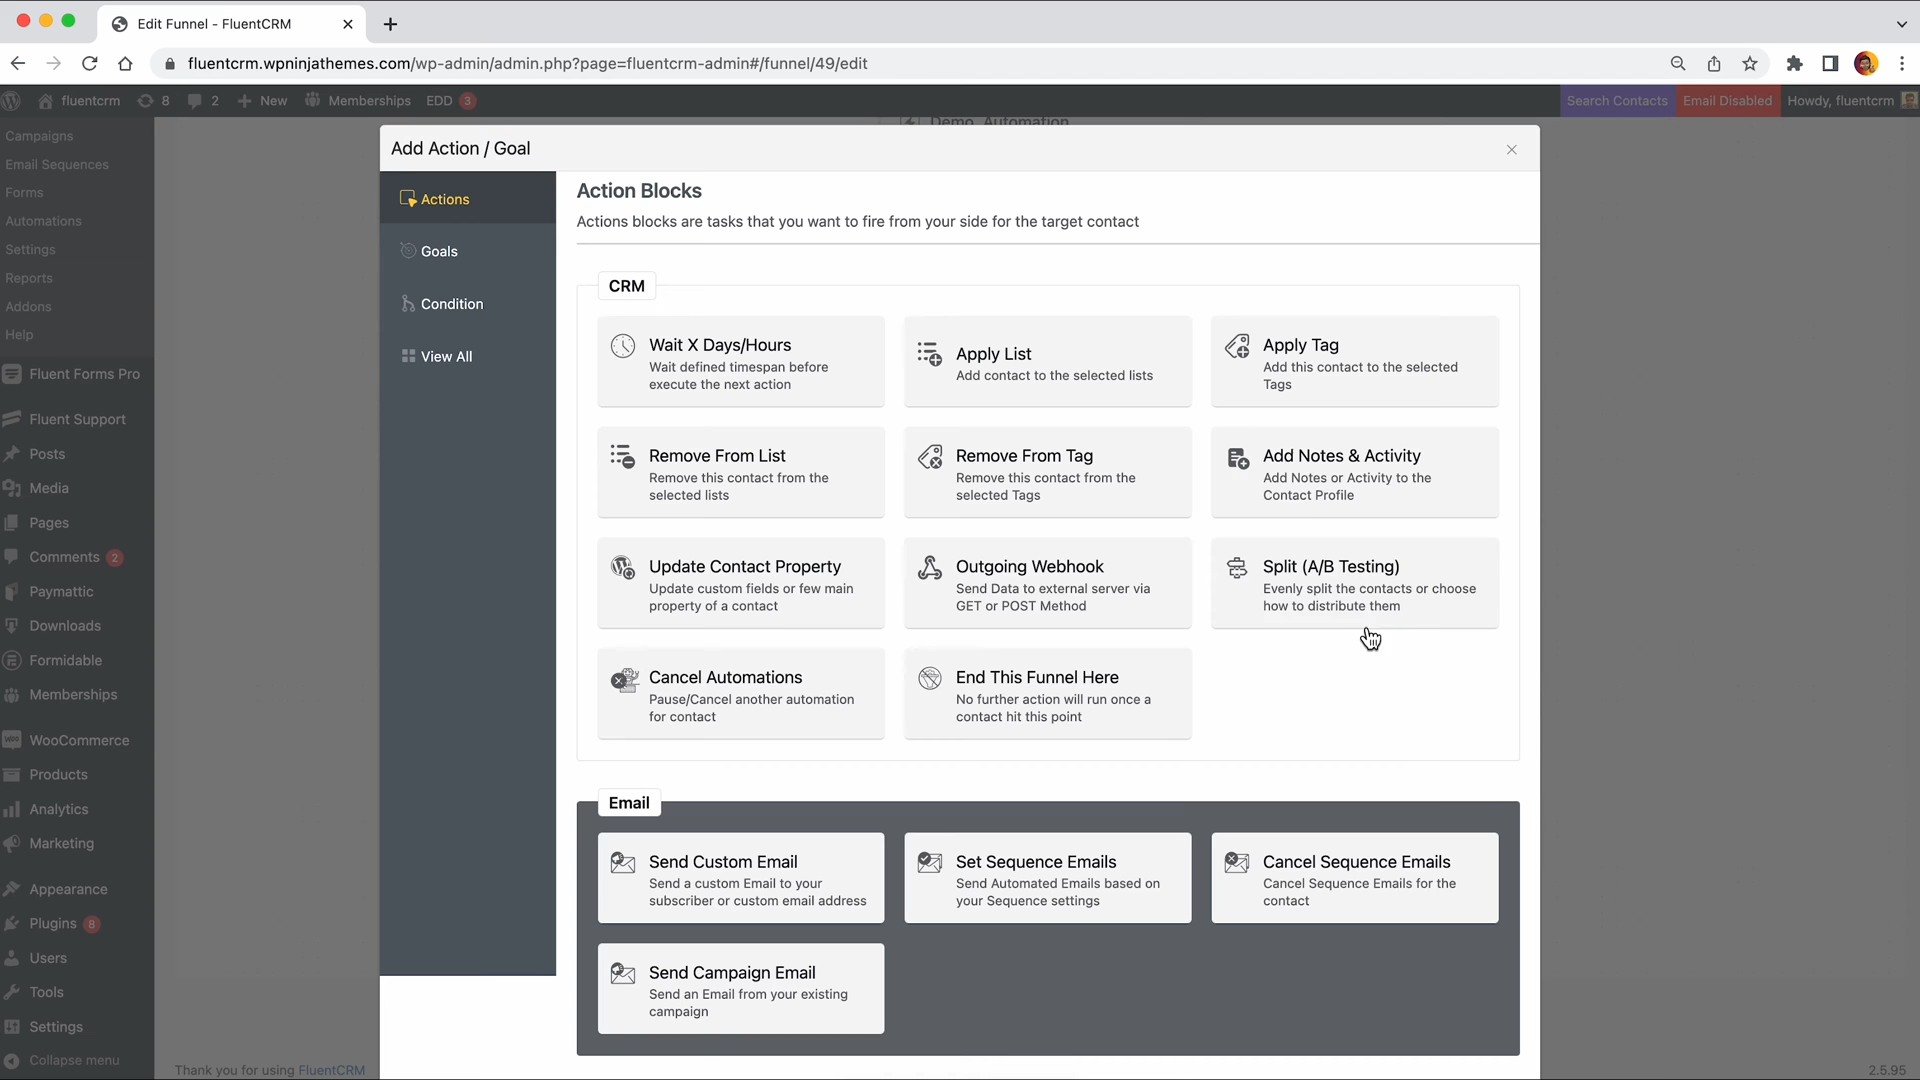 Edit Funnel - FluentCRM
fluentcrm.wpninjathemes.com/wp-admin/admin.php?page=fluentcrm-admin#/funnel/49/edit
fluentcrm 8 2 New Memberships EDD 3 Search Contacts Email Disabled Howdy, fluentcrm
Demo Automation
Campaigns
Email Sequences
Forms
Automations
Settings
Reports
Addons
Help
Fluent Forms Pro
Fluent Support
Posts
Media
Pages
Comments 2
Paymattic
Downloads
Formidable
Memberships
WooCommerce
Products
Analytics
Marketing
Appearance
Plugins 8
Users
Tools
Settings
Collapse menu
Add Action / Goal
Actions
Goals
Condition
View All
Action Blocks
Actions blocks are tasks that you want to fire from your side for the target contact
CRM
Wait X Days/Hours
Wait defined timespan before
execute the next action
Apply List
Add contact to the selected lists
Apply Tag
Add this contact to the selected
Tags
Remove From List
Remove this contact from the
selected lists
Remove From Tag
Remove this contact from the
selected Tags
Add Notes & Activity
Add Notes or Activity to the
Contact Profile
Update Contact Property
Update custom fields or few main
property of a contact
Outgoing Webhook
Send Data to external server via
GET or POST Method
Split (A/B Testing)
Evenly split the contacts or choose
how to distribute them
Cancel Automations
Pause/Cancel another automation
for contact
End This Funnel Here
No further action will run once a
contact hit this point
Email
Send Custom Email
Send a custom Email to your
subscriber or custom email address
Set Sequence Emails
Send Automated Emails based on
your Sequence settings
Cancel Sequence Emails
Cancel Sequence Emails for the
contact
Send Campaign Email
Send an Email from your existing
campaign
Thank you for using FluentCRM
2.5.95